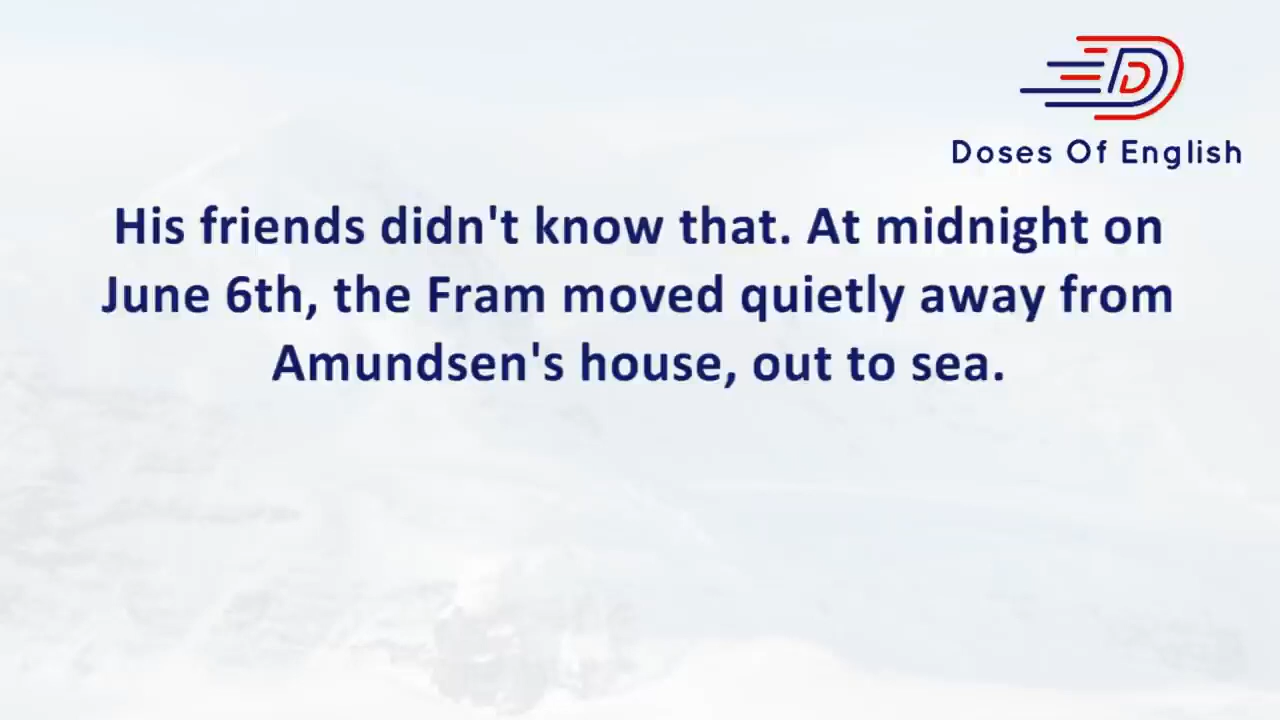 Doses Of English
His friends didn't know that. At midnight on
June 6th, the Fram moved quietly away from
Amundsen's house, out to sea.